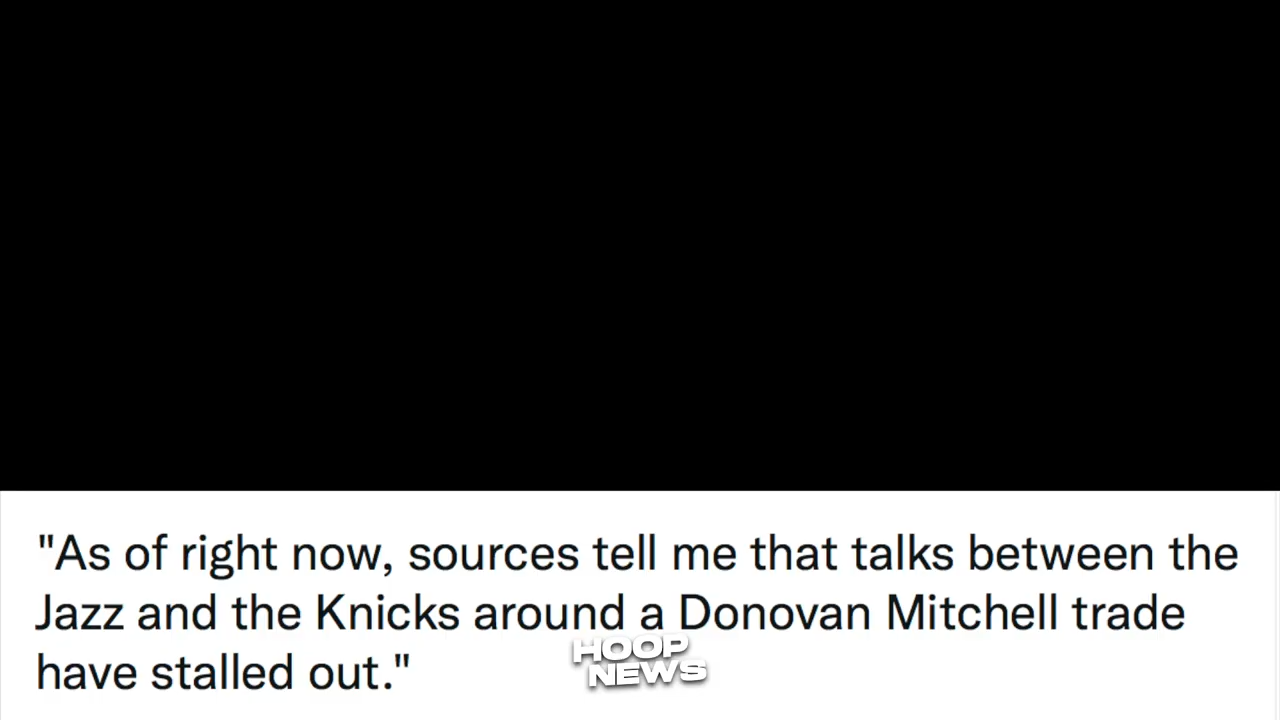 "As of right now, sources tell me that talks between the
Jazz and the Knicks around a Donovan Mitchell trade
have stalled out."
HOOP
NEWS